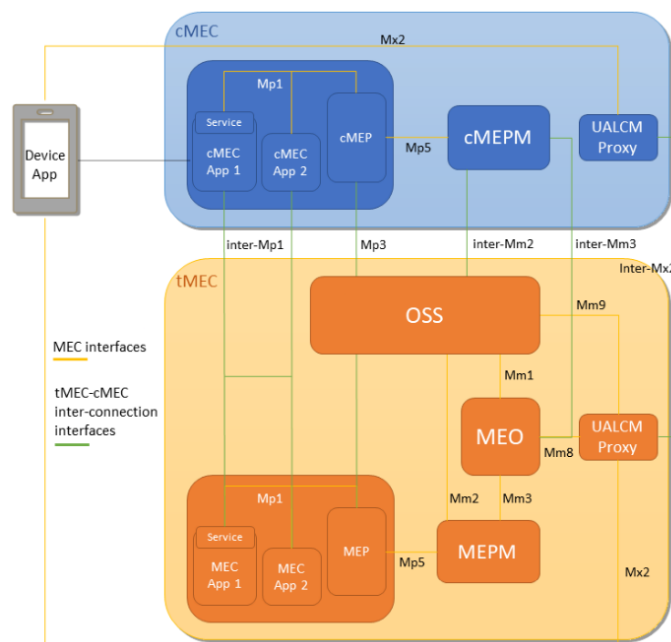 cMEC
Mx2
Mp1
Service
cMEC
App 1
cMEC
App 2
cMEP
Mp5
cMEPM
UALCM
Proxy
Device
App
inter-Mp1
Mp3
inter-Mm2
inter-Mm3
Inter-Mx2
tMEC
OSS
Mm9
MEC interfaces
tMEC-cMEC
inter-connection
interfaces
Mm1
MEO
Mm8
UALCM
Proxy
Mp1
Mm2
Mm3
Service
MEC
App 1
MEC
App 2
MEP
Mp5
MEPM
Mx2